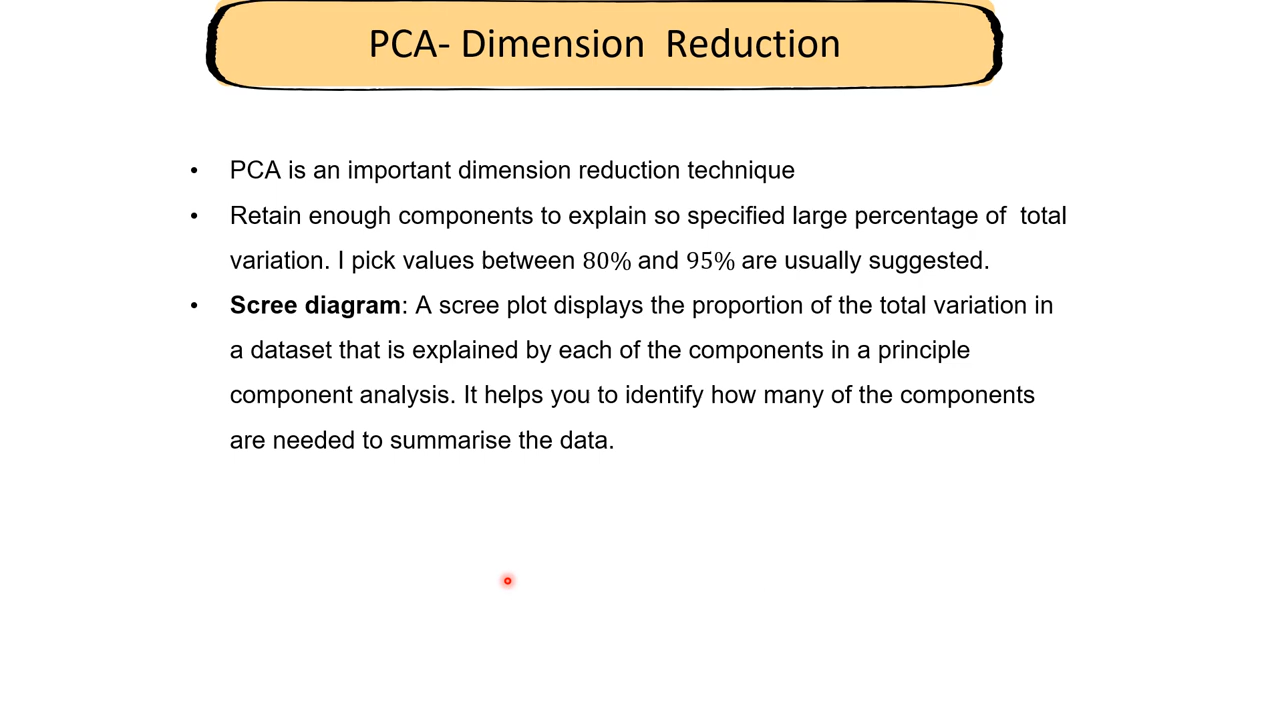 PCA- Dimension  Reduction
• PCA is an important dimension reduction technique
• Retain enough components to explain so specified large percentage of  total
variation. I pick values between 80% and 95% are usually suggested.
• Scree diagram: A scree plot displays the proportion of the total variation in
a dataset that is explained by each of the components in a principle
component analysis. It helps you to identify how many of the components
are needed to summarise the data.